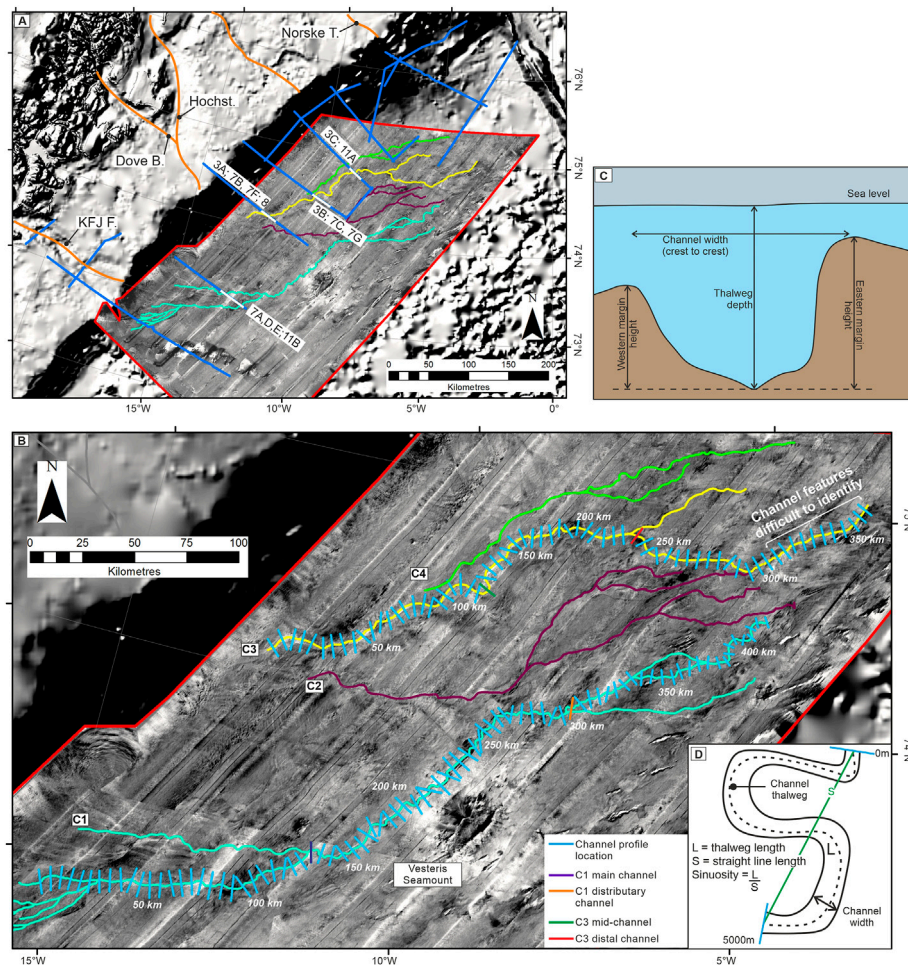 A
Norske T.
Hochst.
Dove B.
KFJ F.
3A; 7B, 7F; 8
3C; 11A
3B; 7C, 7G
7A,D,E;11B
N
0 50 100 150 200
Kilometres
76°N
75°N
74°N
73°N
15°W
10°W
5°W
0°
C
Sea level
Channel width
(crest to crest)
Thalweg
depth
Western margin
height
Eastern margin
height
B
N
0 25 50 75 100
Kilometres
C4
C3
C2
C1
50 km
100 km
150 km
200 km
250 km
300 km
350 km
Channel features
difficult to identify
50 km
100 km
150 km
200 km
250 km
300 km
350 km
400 km
Vesteris
Seamount
74°N
15°W
10°W
5°W
Channel profile
location
C1 main channel
C1 distributary
channel
C3 mid-channel
C3 distal channel
D
0m
Channel
thalweg
S
L
L = thalweg length
S = straight line length
Sinuosity = L
S
Channel
width
5000m